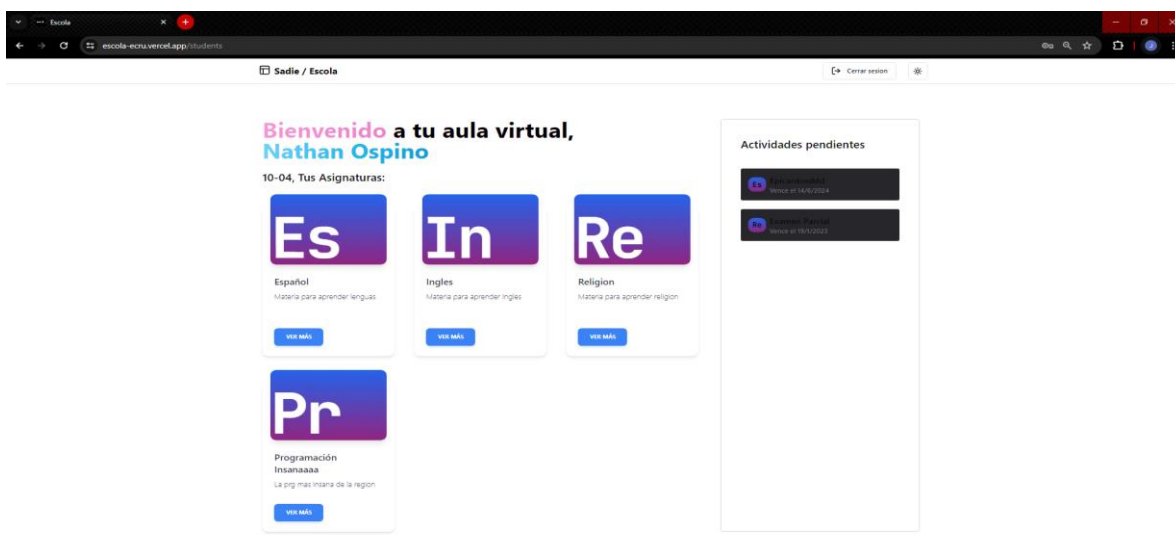 Escola
escola-ecru.vercel.app/students
Sadie / Escola
Cerrar sesion
Bienvenido a tu aula virtual,
Nathan Ospino
10-04, Tus Asignaturas:
Es
Español
Materia para aprender lenguas
VER MÁS
In
Ingles
Materia para aprender ingles
VER MÁS
Re
Religion
Materia para aprender religion
VER MÁS
Pr
Programación
Insanaaaa
La prg mas insana de la region
VER MÁS
Actividades pendientes
Es
Vence el 14/6/2024
Re
Examen Parcial
Vence el 19/1/2023